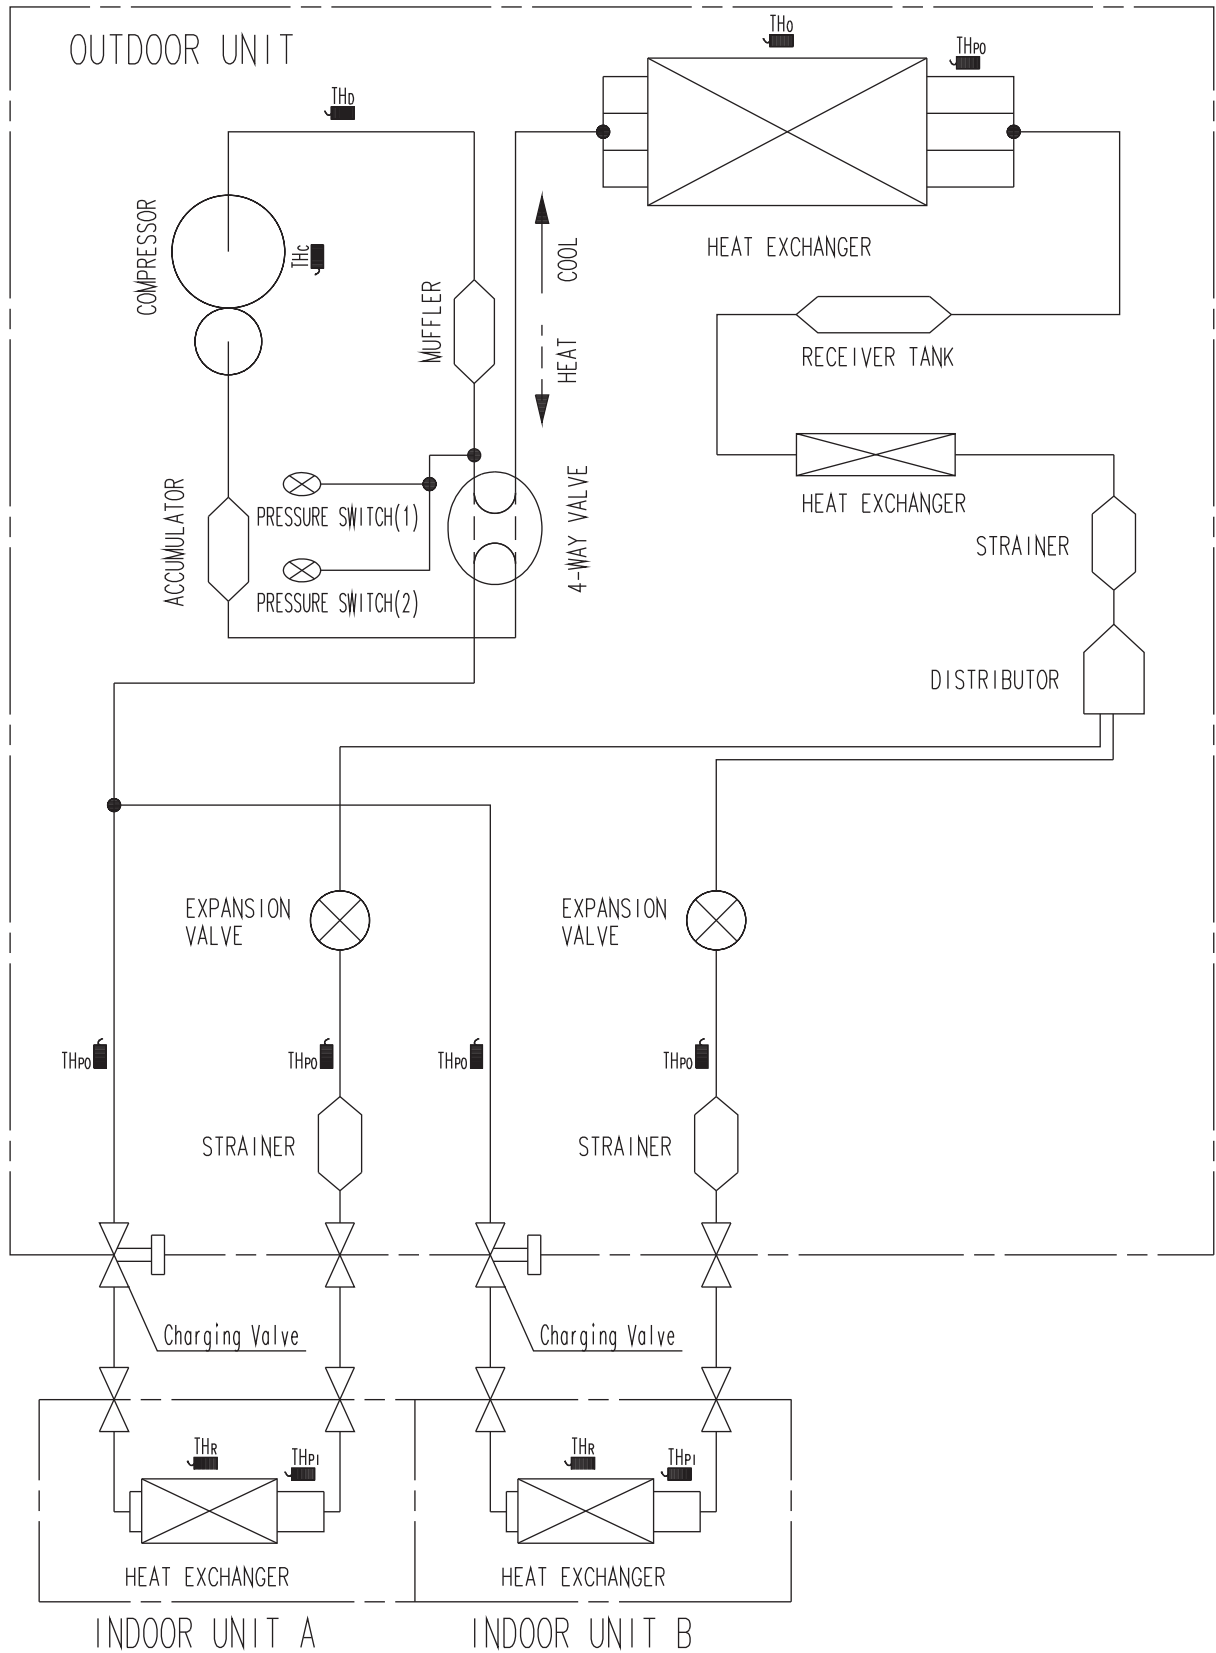 OUTDOOR UNIT
THO
THPO
THD
COMPRESSOR
THC
HEAT EXCHANGER
COOL
HEAT
MUFFLER
RECEIVER TANK
HEAT EXCHANGER
ACCUMULATOR
PRESSURE SWITCH(1)
PRESSURE SWITCH(2)
4-WAY VALVE
STRAINER
DISTRIBUTOR
EXPANSION
VALVE
EXPANSION
VALVE
THPO
THPO
THPO
THPO
STRAINER
STRAINER
Charging Valve
Charging Valve
THR
THPI
THR
THPI
HEAT EXCHANGER
HEAT EXCHANGER
INDOOR UNIT A
INDOOR UNIT B